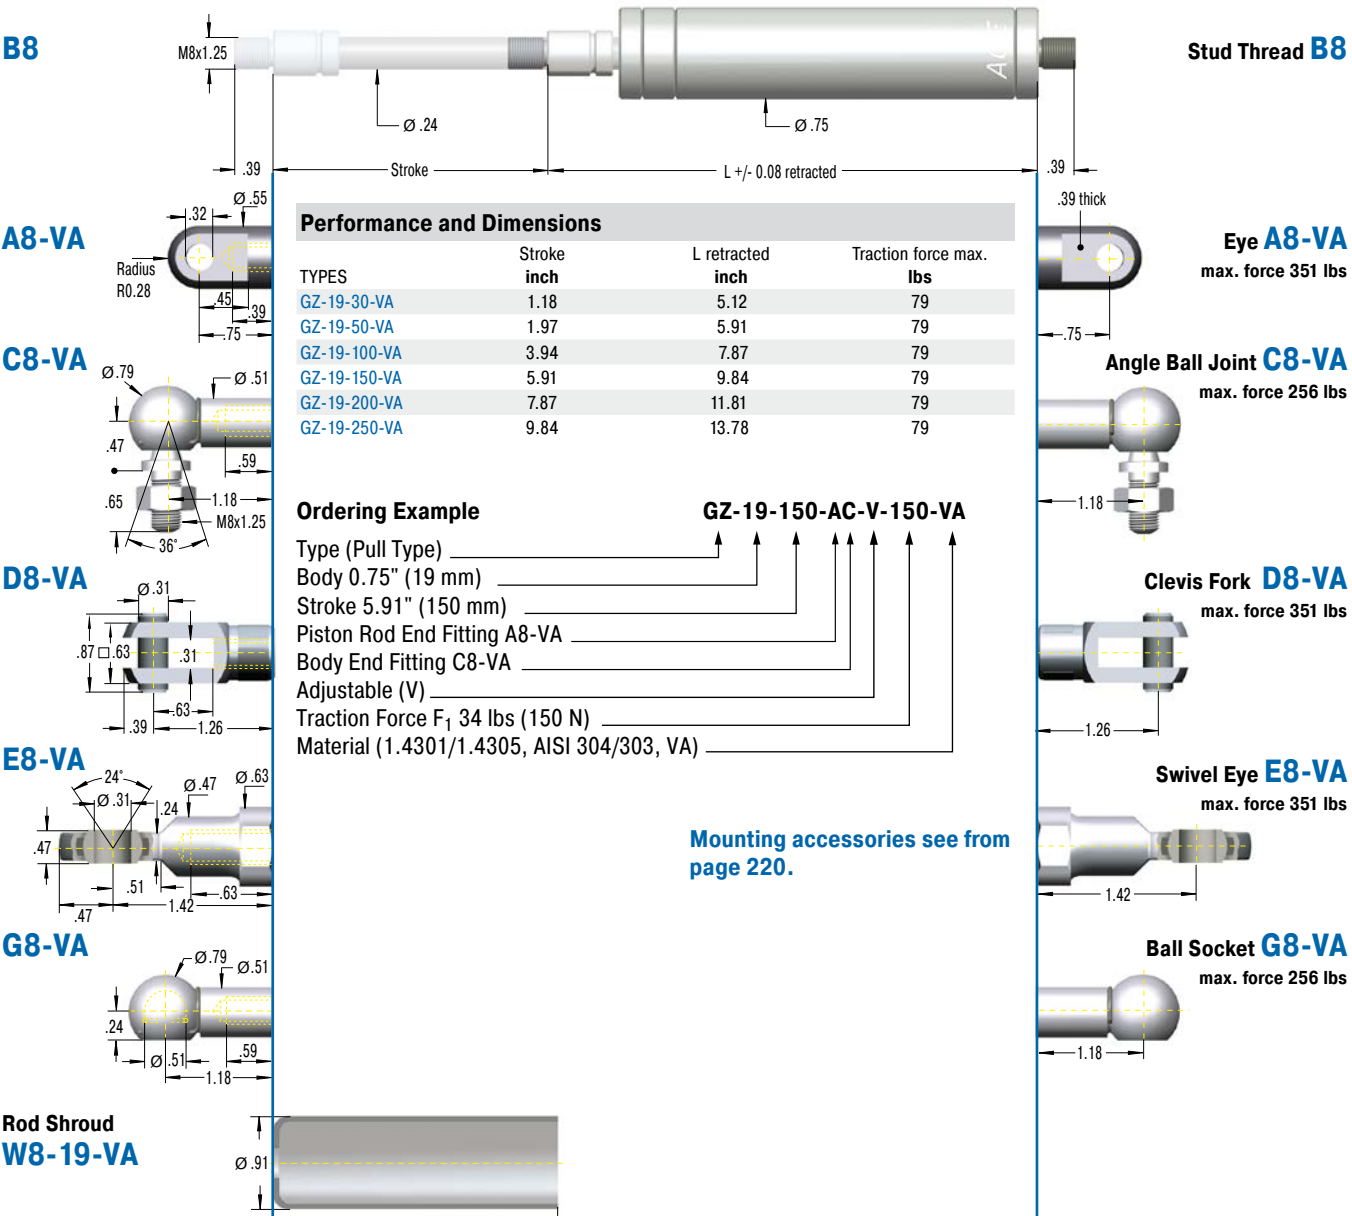 B8
M8x1.25
Stud Thread B8
Ø .24
Ø .75
.39
Stroke
L +/- 0.08 retracted
.39
A8-VA
.32
Ø .55
Radius
R0.28
.45
.39
.75
.39 thick
.75
Eye A8-VA
max. force 351 lbs
Performance and Dimensions
Stroke L retracted Traction force max.
TYPES inch inch lbs
GZ-19-30-VA 1.18 5.12 79
GZ-19-50-VA 1.97 5.91 79
GZ-19-100-VA 3.94 7.87 79
GZ-19-150-VA 5.91 9.84 79
GZ-19-200-VA 7.87 11.81 79
GZ-19-250-VA 9.84 13.78 79
C8-VA
Ø.79
Ø .51
.47
.59
.65
1.18
M8x1.25
36°
Angle Ball Joint C8-VA
max. force 256 lbs
1.18
Ordering Example GZ-19-150-AC-V-150-VA
Type (Pull Type)
Body 0.75" (19 mm)
Stroke 5.91" (150 mm)
Piston Rod End Fitting A8-VA
Body End Fitting C8-VA
Adjustable (V)
Traction Force F1 34 lbs (150 N)
Material (1.4301/1.4305, AISI 304/303, VA)
D8-VA
Ø.31
.87
□.63
.31
.63
.39
1.26
Clevis Fork D8-VA
max. force 351 lbs
1.26
E8-VA
24°
Ø .31
.24
Ø .47
Ø .63
.47
.51
.63
1.42
.47
Swivel Eye E8-VA
max. force 351 lbs
1.42
Mounting accessories see from
page 220.
G8-VA
Ø.79
Ø.51
.24
.59
Ø .51
1.18
Ball Socket G8-VA
max. force 256 lbs
1.18
Rod Shroud
W8-19-VA
Ø .91